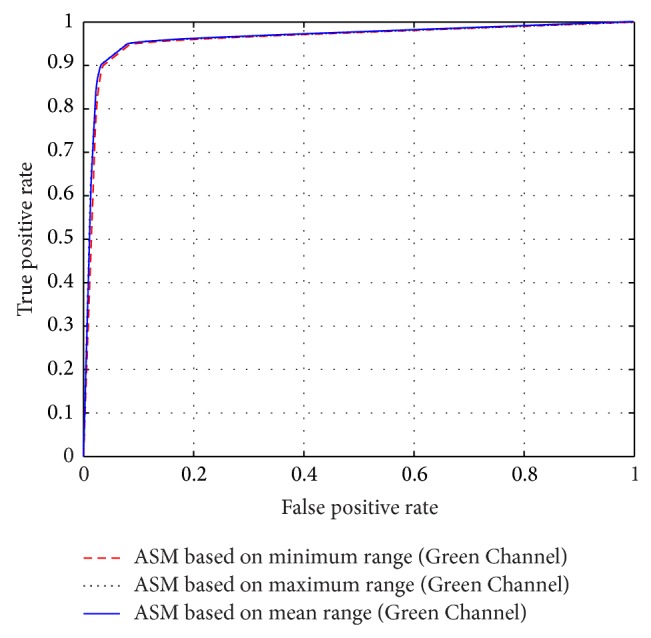 1
0.9
0.8
0.7
0.6
0.5
0.4
0.3
0.2
0.1
0
True positive rate
0 0.2 0.4 0.6 0.8 1
False positive rate
ASM based on minimum range (Green Channel)
ASM based on maximum range (Green Channel)
ASM based on mean range (Green Channel)